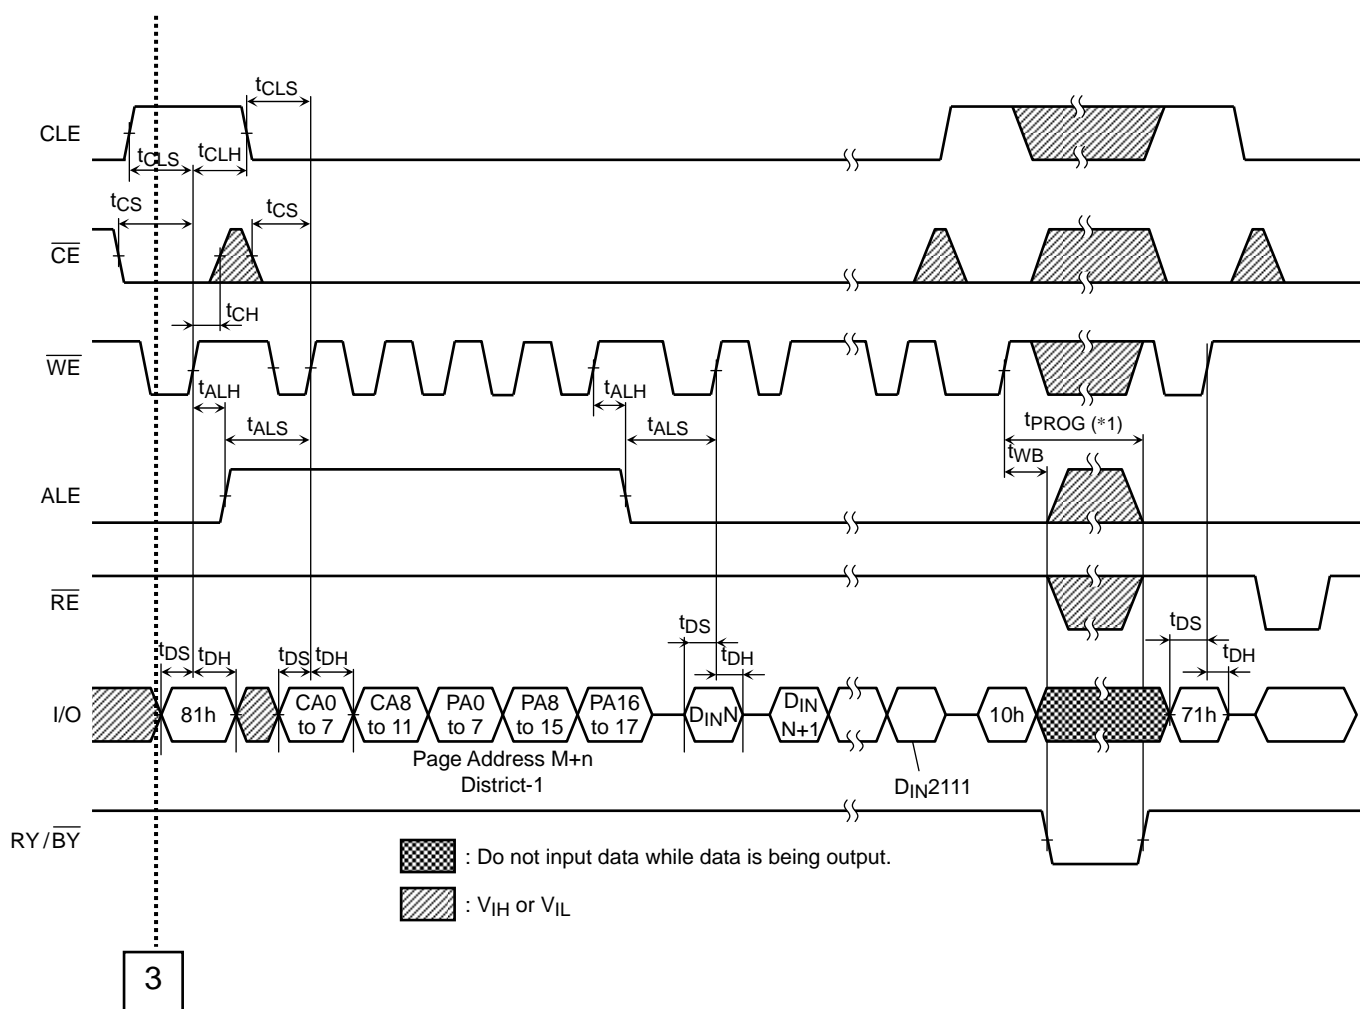 tCLS
CLE
tCLS
tCLH
tCS
tCS
CE
tCH
WE
tALH
tALH
tALS
tALS
tPROG (*1)
tWB
ALE
RE
tDS
tDH
tDS
tDH
tDS
tDH
tDS
tDH
I/O
81h
CA0 to 7
CA8 to 11
PA0 to 7
PA8 to 15
PA16 to 17
DINN
DIN N+1
10h
71h
Page Address M+n
District-1
DIN2111
RY/BY
: Do not input data while data is being output.
: VIH or VIL
3